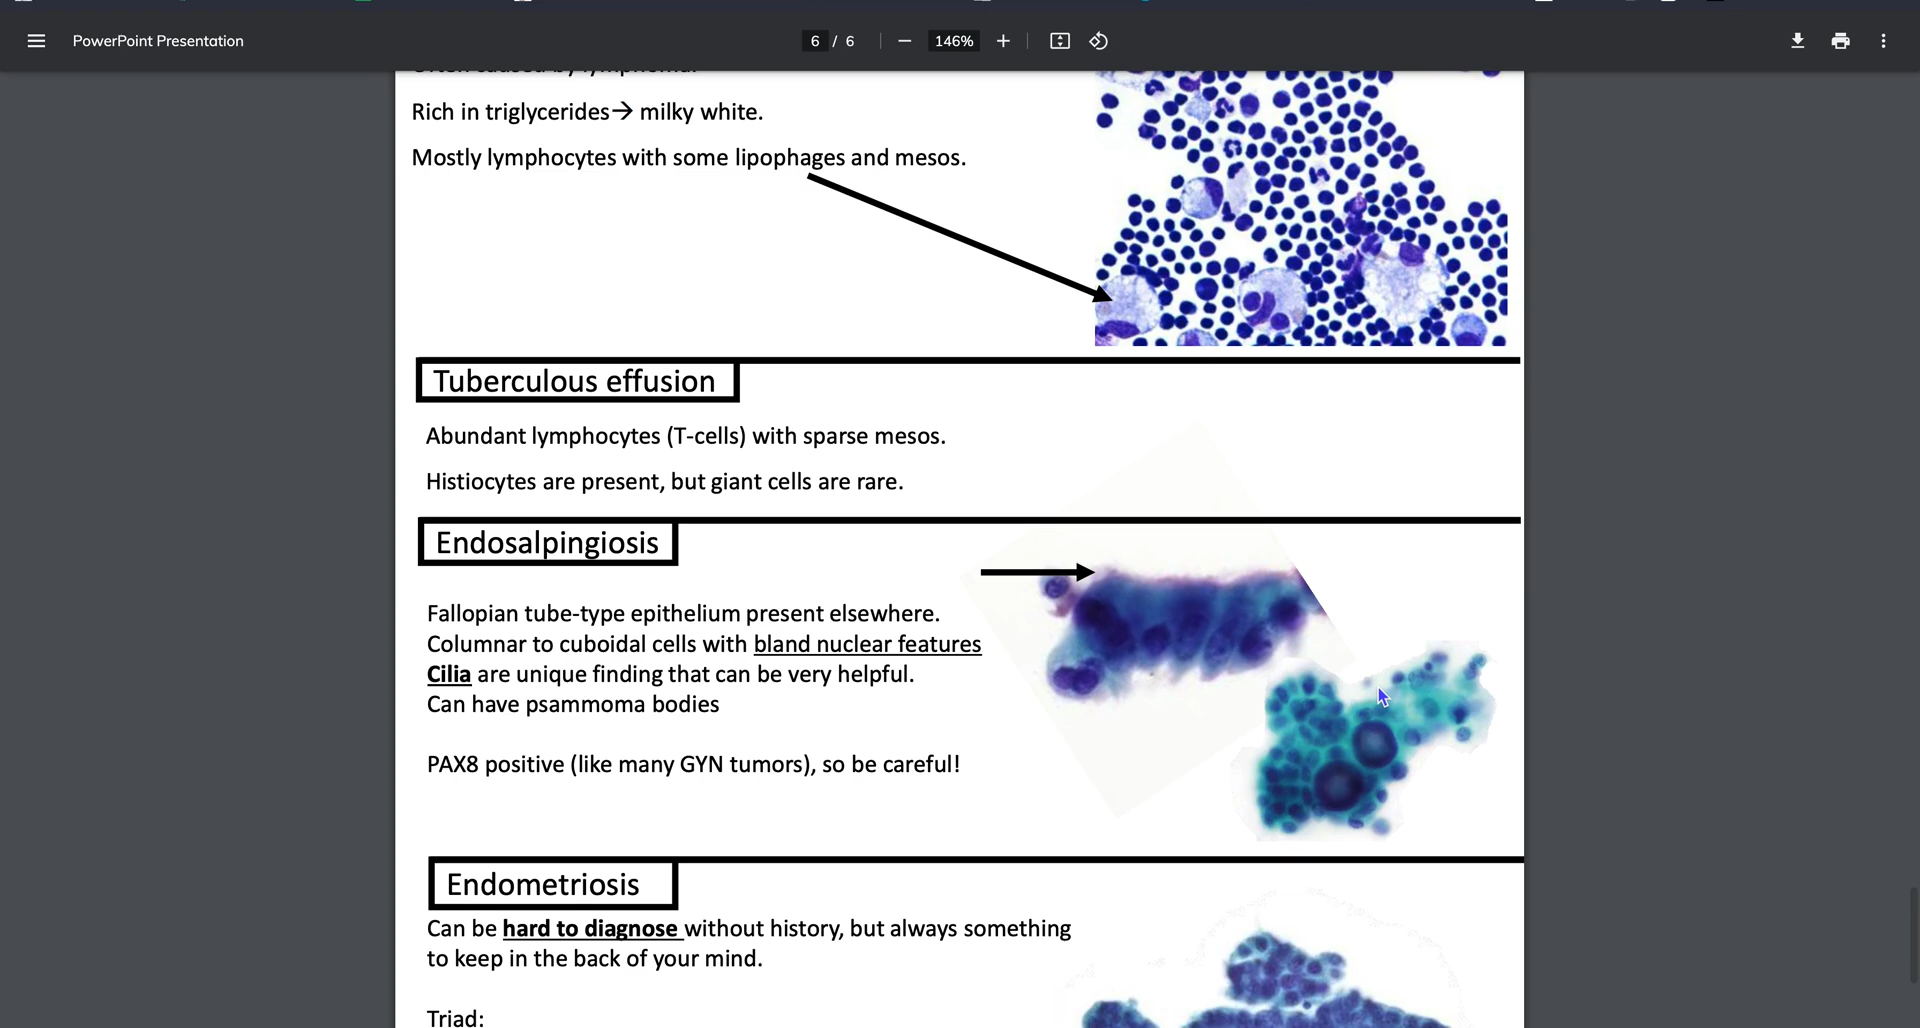 PowerPoint Presentation
6 / 6
146%
Often caused by lymphoma.
Rich in triglycerides→ milky white.
Mostly lymphocytes with some lipophages and mesos.
Tuberculous effusion
Abundant lymphocytes (T-cells) with sparse mesos.
Histiocytes are present, but giant cells are rare.
Endosalpingiosis
Fallopian tube-type epithelium present elsewhere.
Columnar to cuboidal cells with bland nuclear features
Cilia are unique finding that can be very helpful.
Can have psammoma bodies
PAX8 positive (like many GYN tumors), so be careful!
Endometriosis
Can be hard to diagnose without history, but always something
to keep in the back of your mind.
Triad: